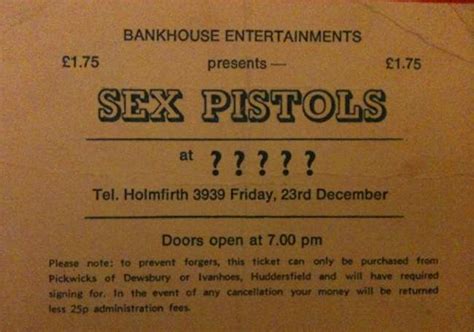 BANKHOUSE ENTERTAINMENTS
£1.75 presents — £1.75
SEX PISTOLS
at ? ? ? ? ?
Tel. Holmfirth 3939 Friday, 23rd December
Doors open at 7.00 pm
Please note: to prevent forgers, this ticket can only be purchased from
Pickwicks of Dewsbury or Ivanhoes, Huddersfield and will have required
signing for. In the event of any cancellation your money will be returned
less 25p administration fees.